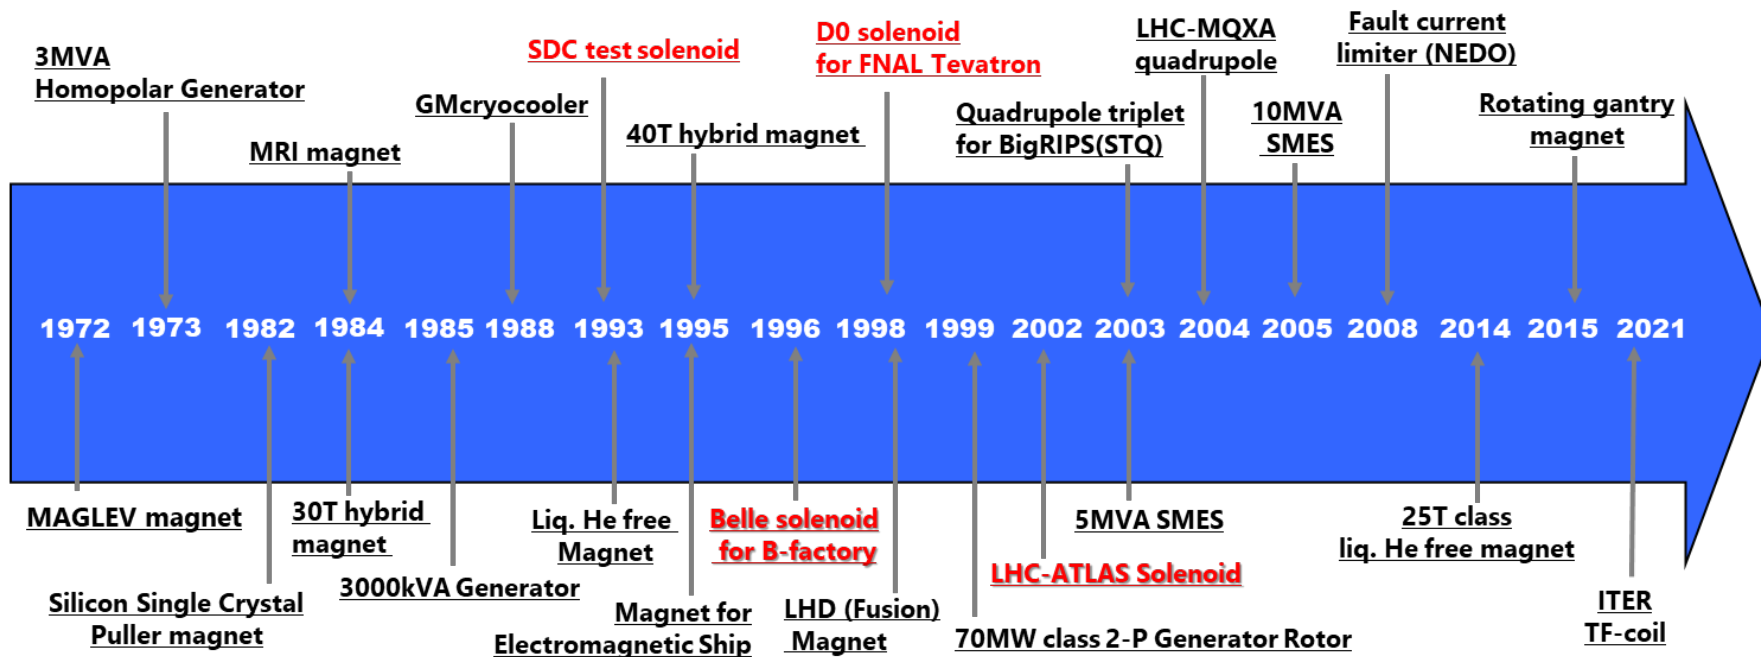 3MVA
Homopolar Generator
MRI magnet
GMcryocooler
SDC test solenoid
40T hybrid magnet
D0 solenoid
for FNAL Tevatron
Quadrupole triplet
for BigRIPS(STQ)
LHC-MQXA
quadrupole
10MVA
SMES
Fault current
limiter (NEDO)
Rotating gantry
magnet
1972 1973 1982 1984 1985 1988 1993 1995 1996 1998 1999 2002 2003 2004 2005 2008 2014 2015 2021
MAGLEV magnet
Silicon Single Crystal
Puller magnet
30T hybrid
magnet
3000kVA Generator
Liq. He free
Magnet
Magnet for
Electromagnetic Ship
Belle solenoid
for B-factory
LHD (Fusion)
Magnet
70MW class 2-P Generator Rotor
LHC-ATLAS Solenoid
5MVA SMES
25T class
liq. He free magnet
ITER
TF-coil